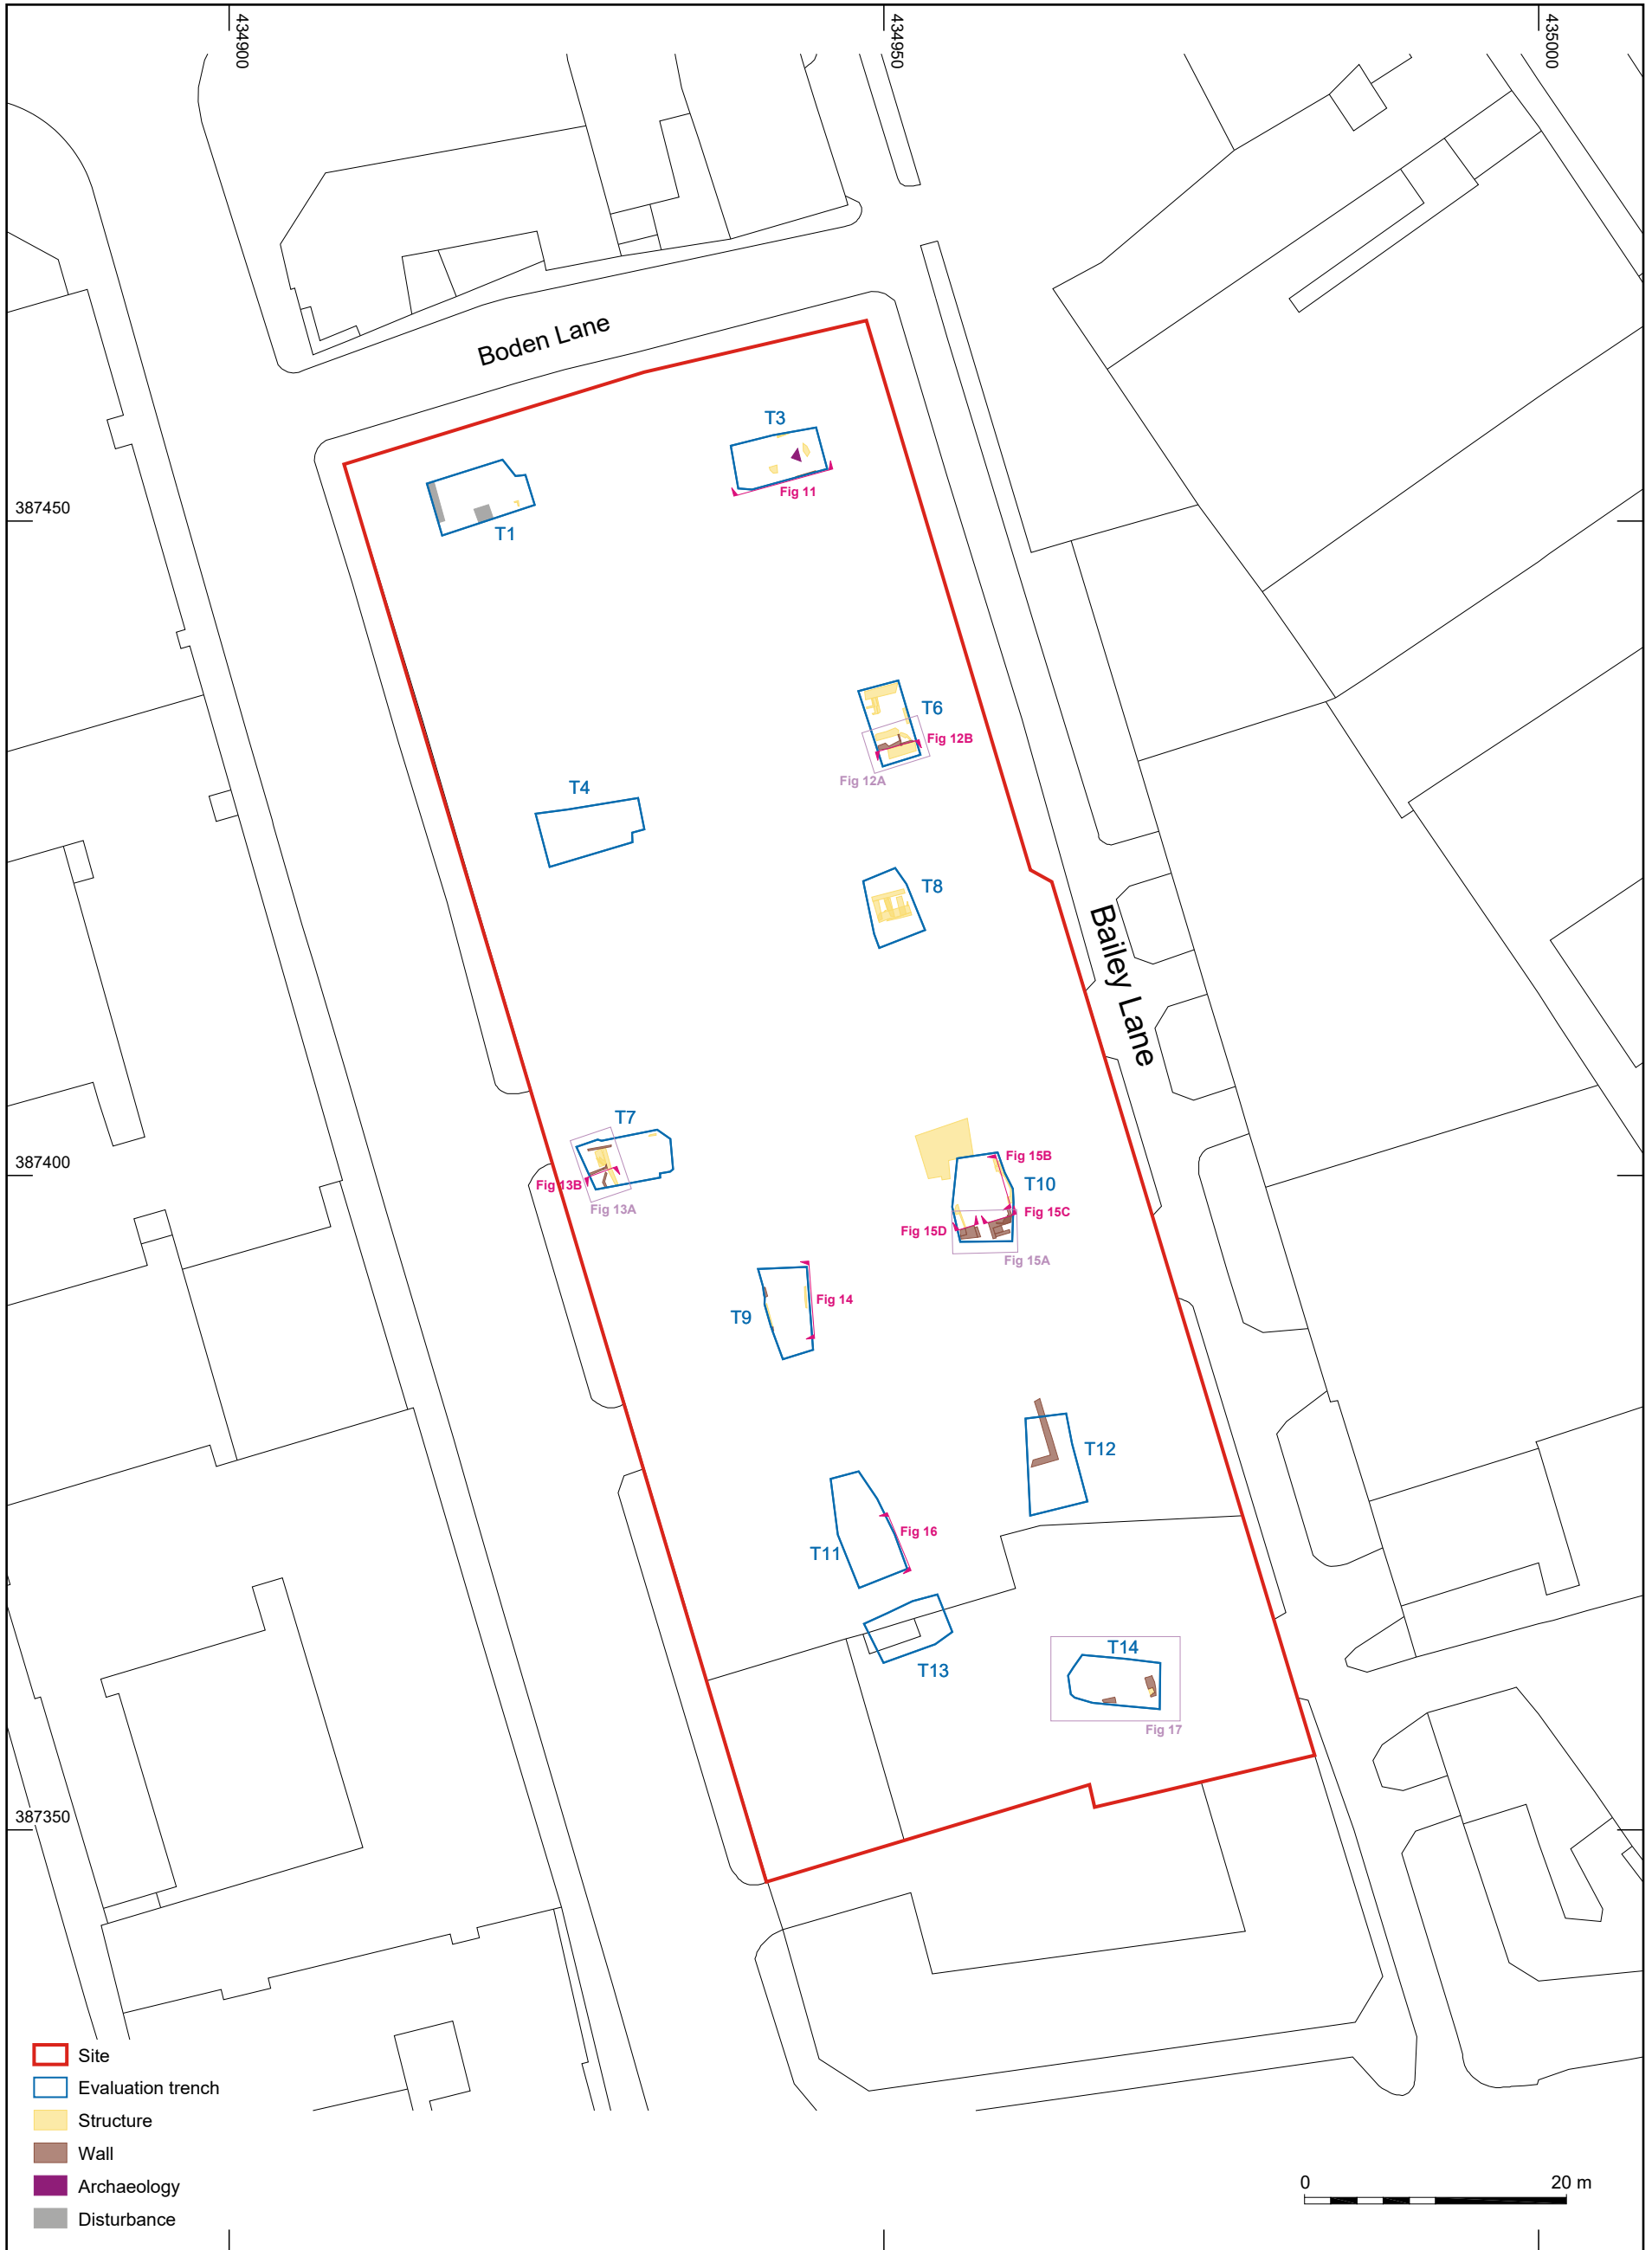 434900
434950
435000
Boden Lane
T3
Fig 11
387450
T1
T6
Fig 12B
Fig 12A
T4
T8
Bailey Lane
T7
387400
Fig 13B
Fig 13A
Fig 15B
T10
Fig 15C
Fig 15D
Fig 15A
Fig 14
T9
T12
Fig 16
T11
T13
T14
Fig 17
387350
Site
Evaluation trench
Structure
Wall
Archaeology
Disturbance
0 20 m